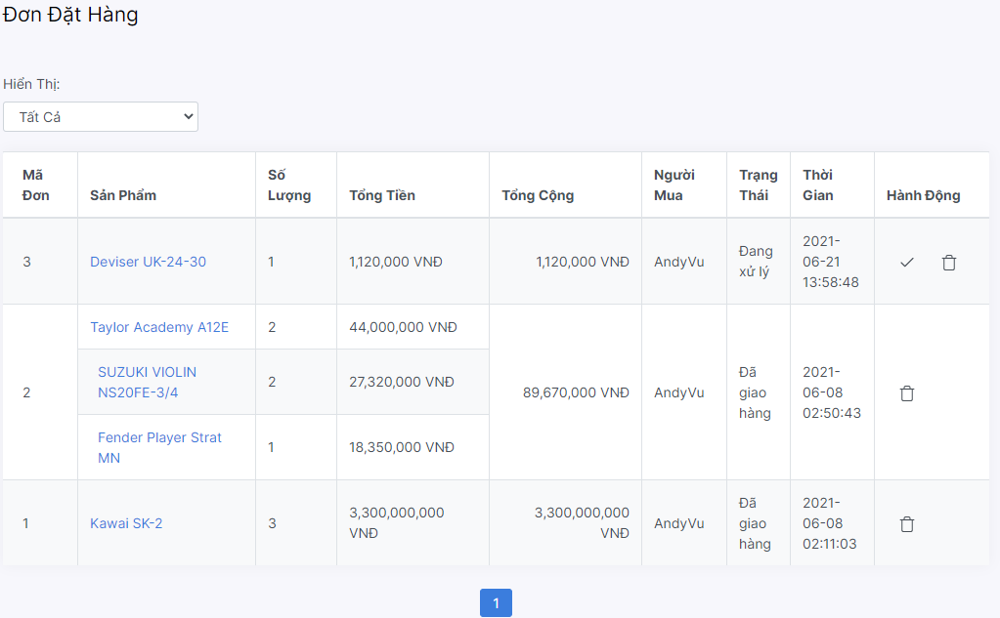 Đơn Đặt Hàng
Hiển Thị:
Tất Cả
Mã Đơn
Sản Phẩm
Số Lượng
Tổng Tiền
Tổng Cộng
Người Mua
Trạng Thái
Thời Gian
Hành Động
3
Deviser UK-24-30
1
1,120,000 VNĐ
1,120,000 VNĐ
AndyVu
Đang xử lý
2021-06-21 13:58:48
2
Taylor Academy A12E
2
44,000,000 VNĐ
SUZUKI VIOLIN NS20FE-3/4
2
27,320,000 VNĐ
Fender Player Strat MN
1
18,350,000 VNĐ
89,670,000 VNĐ
AndyVu
Đã giao hàng
2021-06-08 02:50:43
1
Kawai SK-2
3
3,300,000,000 VNĐ
3,300,000,000 VNĐ
AndyVu
Đã giao hàng
2021-06-08 02:11:03
1